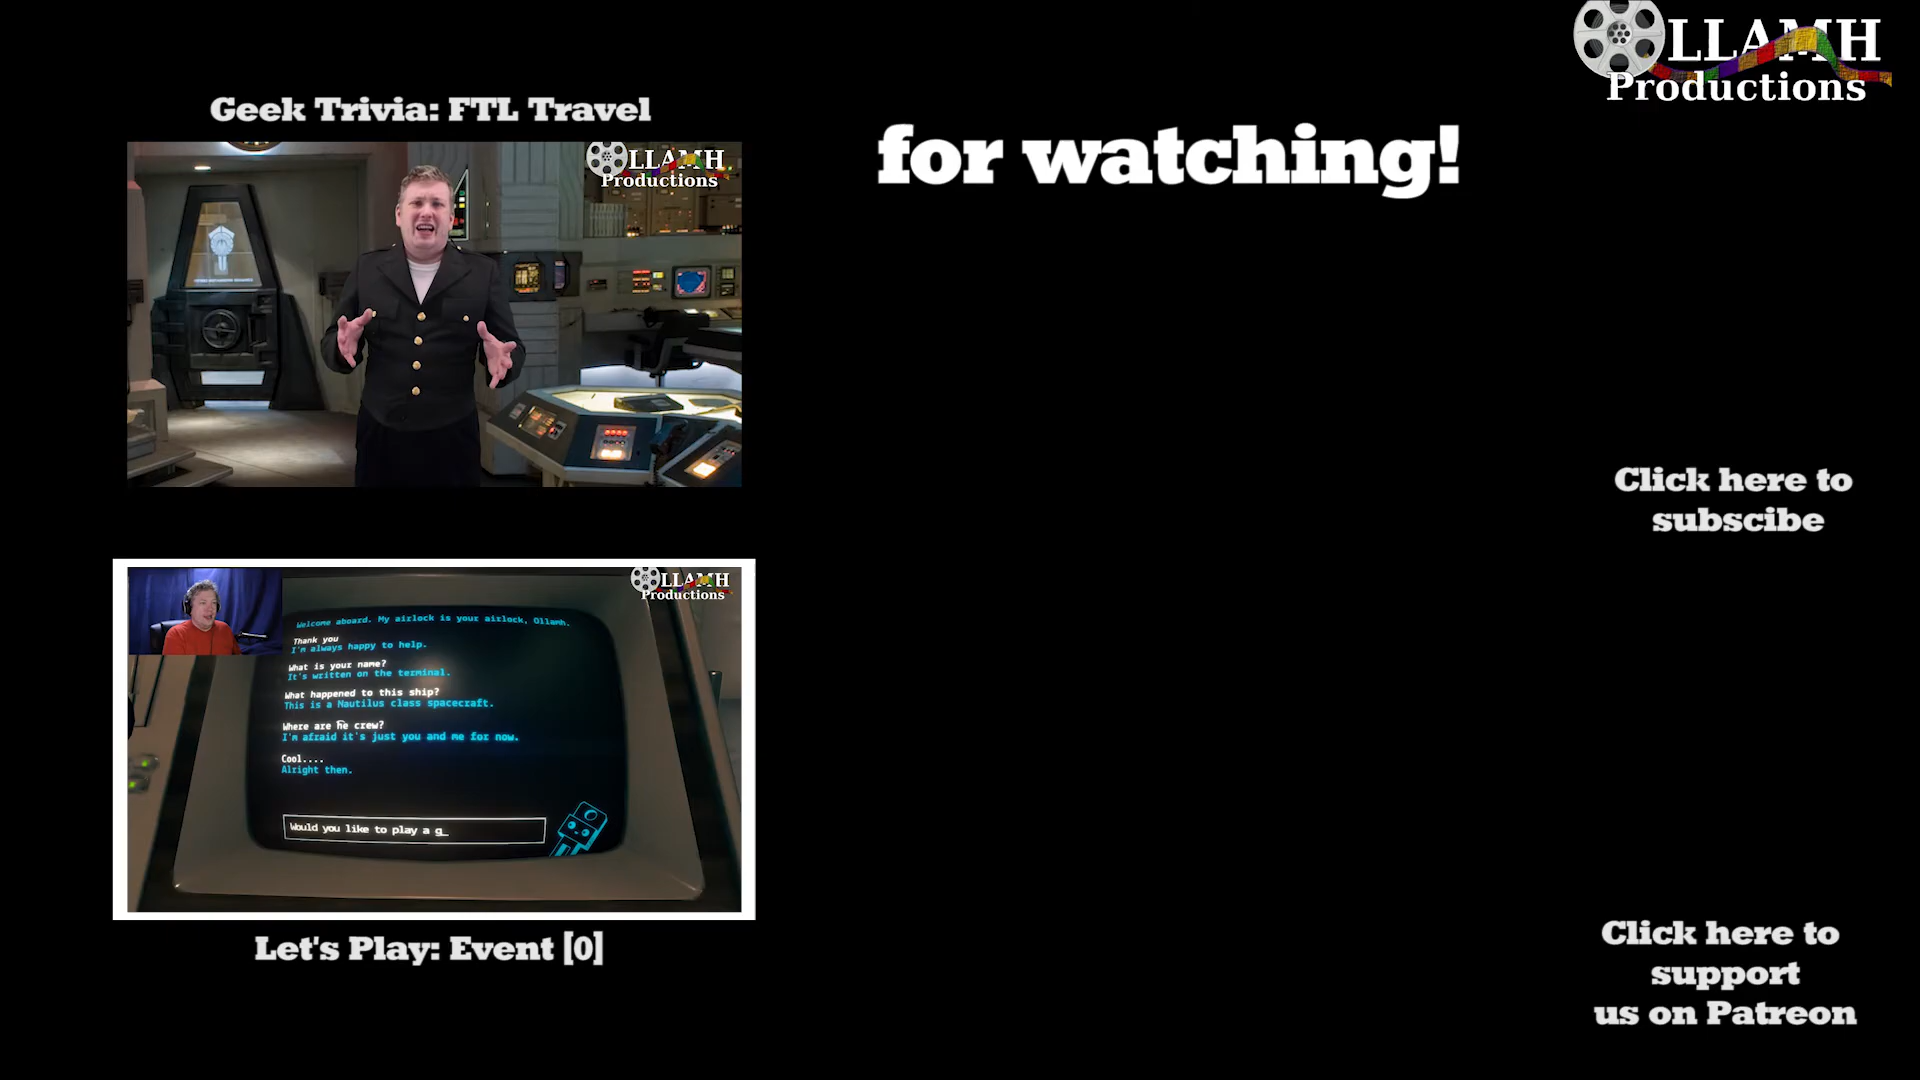 LLAMH
Productions
Geek Trivia: FTL Travel
for watching!
LLAMH
Productions
Click here to
subscibe
LLAMH
Productions
Welcome aboard. My airlock is your airlock, Ollamh.
Thank you
I'm always happy to help.
What is your name?
It's written on the terminal.
What happened to this ship?
This is a Nautilus class spacecraft.
Where are he crew?
I'm afraid it's just you and me for now.
Cool....
Alright then.
Would you like to play a g_
Let's Play: Event [0]
Click here to
support
us on Patreon